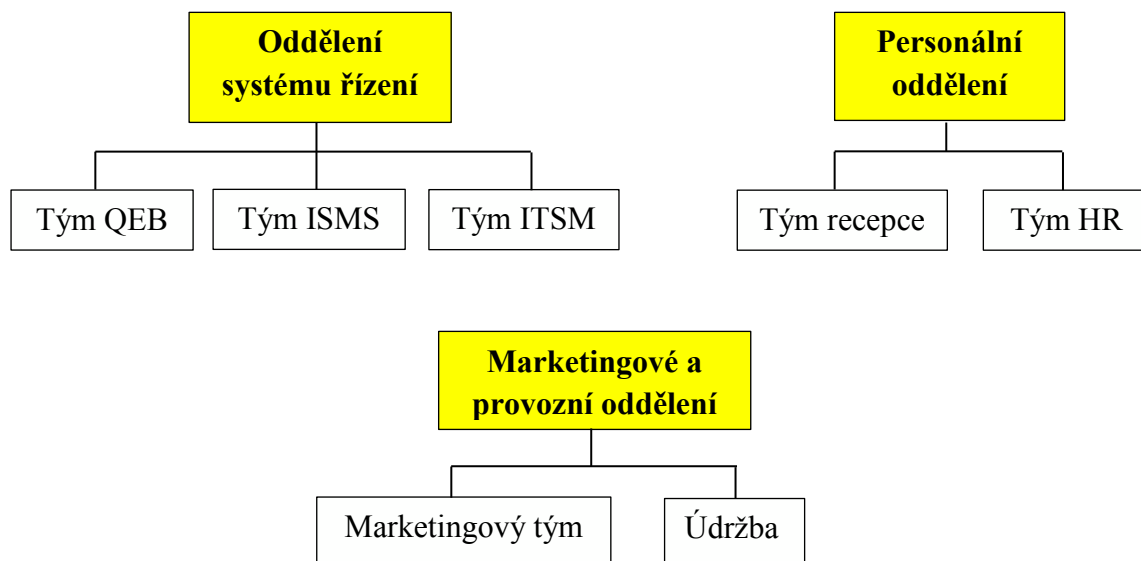 Oddělení
systému řízení
Personální
oddělení
Tým QEB
Tým ISMS
Tým ITSM
Tým recepce
Tým HR
Marketingové a
provozní oddělení
Marketingový tým
Údržba